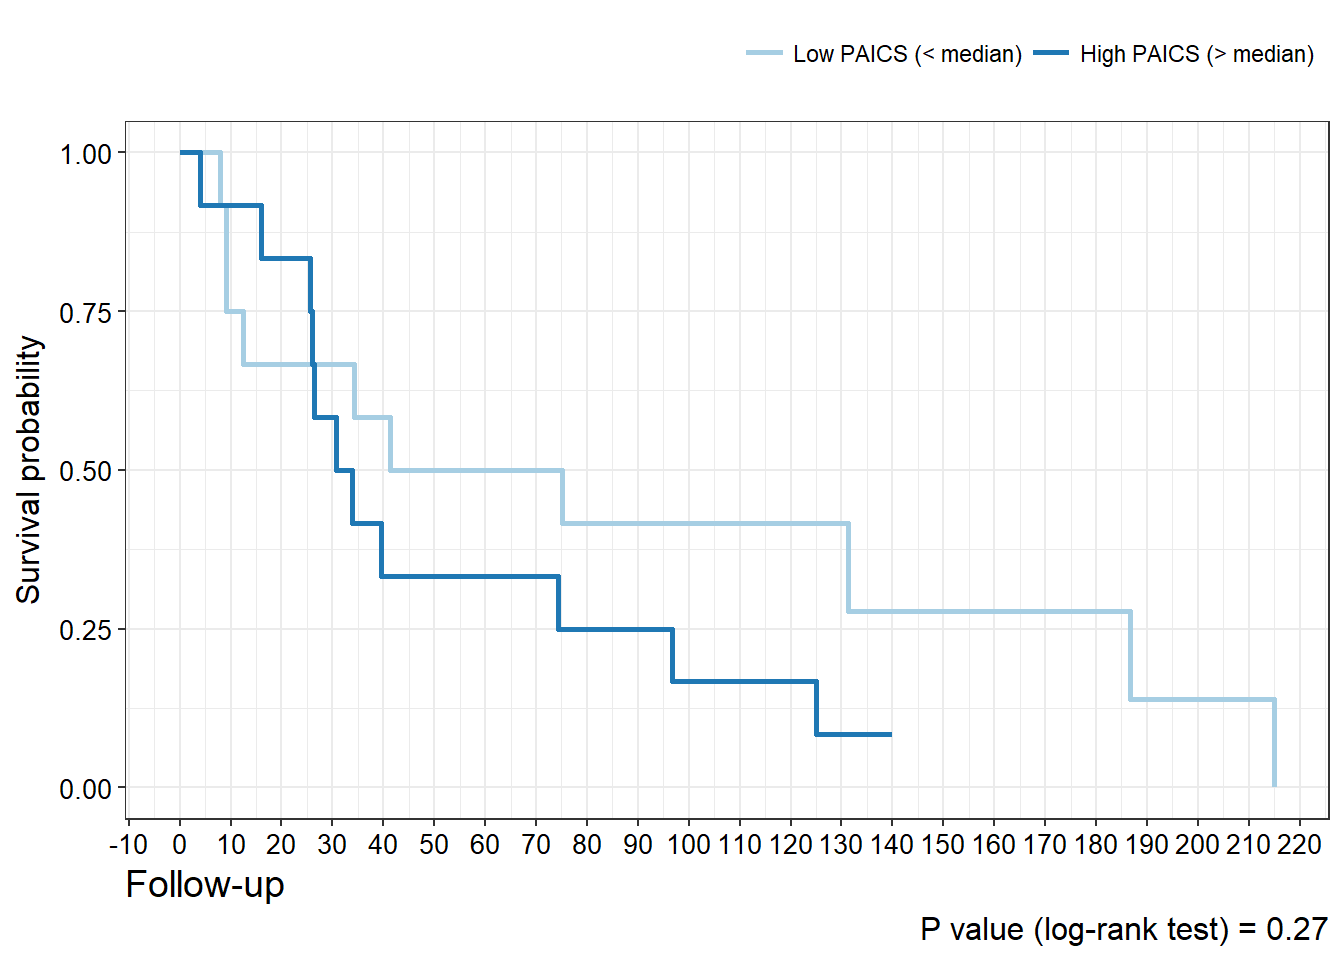 Low PAICS (< median) High PAICS (> median)
1.00
0.75
0.50
0.25
0.00
Survival probability
-10 0 10 20 30 40 50 60 70 80 90 100 110 120 130 140 150 160 170 180 190 200 210 220
Follow-up
P value (log-rank test) = 0.27